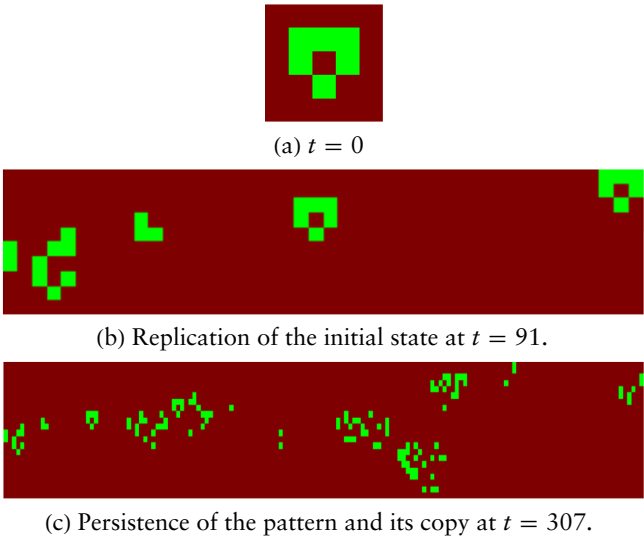 (a) t = 0
(b) Replication of the initial state at t = 91.
(c) Persistence of the pattern and its copy at t = 307.